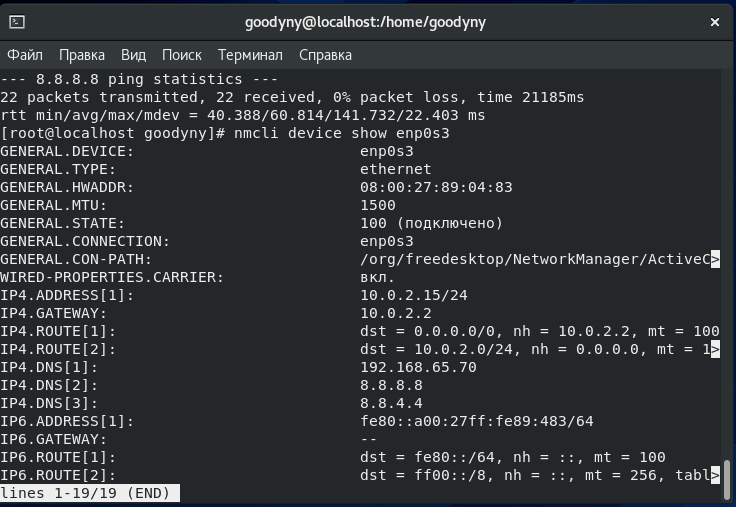 goodyny@localhost:/home/goodyny
Файл Правка Вид Поиск Терминал Справка
--- 8.8.8.8 ping statistics ---
22 packets transmitted, 22 received, 0% packet loss, time 21185ms
rtt min/avg/max/mdev = 40.388/60.814/141.732/22.403 ms
[root@localhost goodyny]# nmcli device show enp0s3
GENERAL.DEVICE: enp0s3
GENERAL.TYPE: ethernet
GENERAL.HWADDR: 08:00:27:89:04:83
GENERAL.MTU: 1500
GENERAL.STATE: 100 (подключено)
GENERAL.CONNECTION: enp0s3
GENERAL.CON-PATH: /org/freedesktop/NetworkManager/ActiveC>
WIRED-PROPERTIES.CARRIER: вкл.
IP4.ADDRESS[1]: 10.0.2.15/24
IP4.GATEWAY: 10.0.2.2
IP4.ROUTE[1]: dst = 0.0.0.0/0, nh = 10.0.2.2, mt = 100
IP4.ROUTE[2]: dst = 10.0.2.0/24, nh = 0.0.0.0, mt = 1>
IP4.DNS[1]: 192.168.65.70
IP4.DNS[2]: 8.8.8.8
IP4.DNS[3]: 8.8.4.4
IP6.ADDRESS[1]: fe80::a00:27ff:fe89:483/64
IP6.GATEWAY: --
IP6.ROUTE[1]: dst = fe80::/64, nh = ::, mt = 100
IP6.ROUTE[2]: dst = ff00::/8, nh = ::, mt = 256, tabl>
lines 1-19/19 (END)